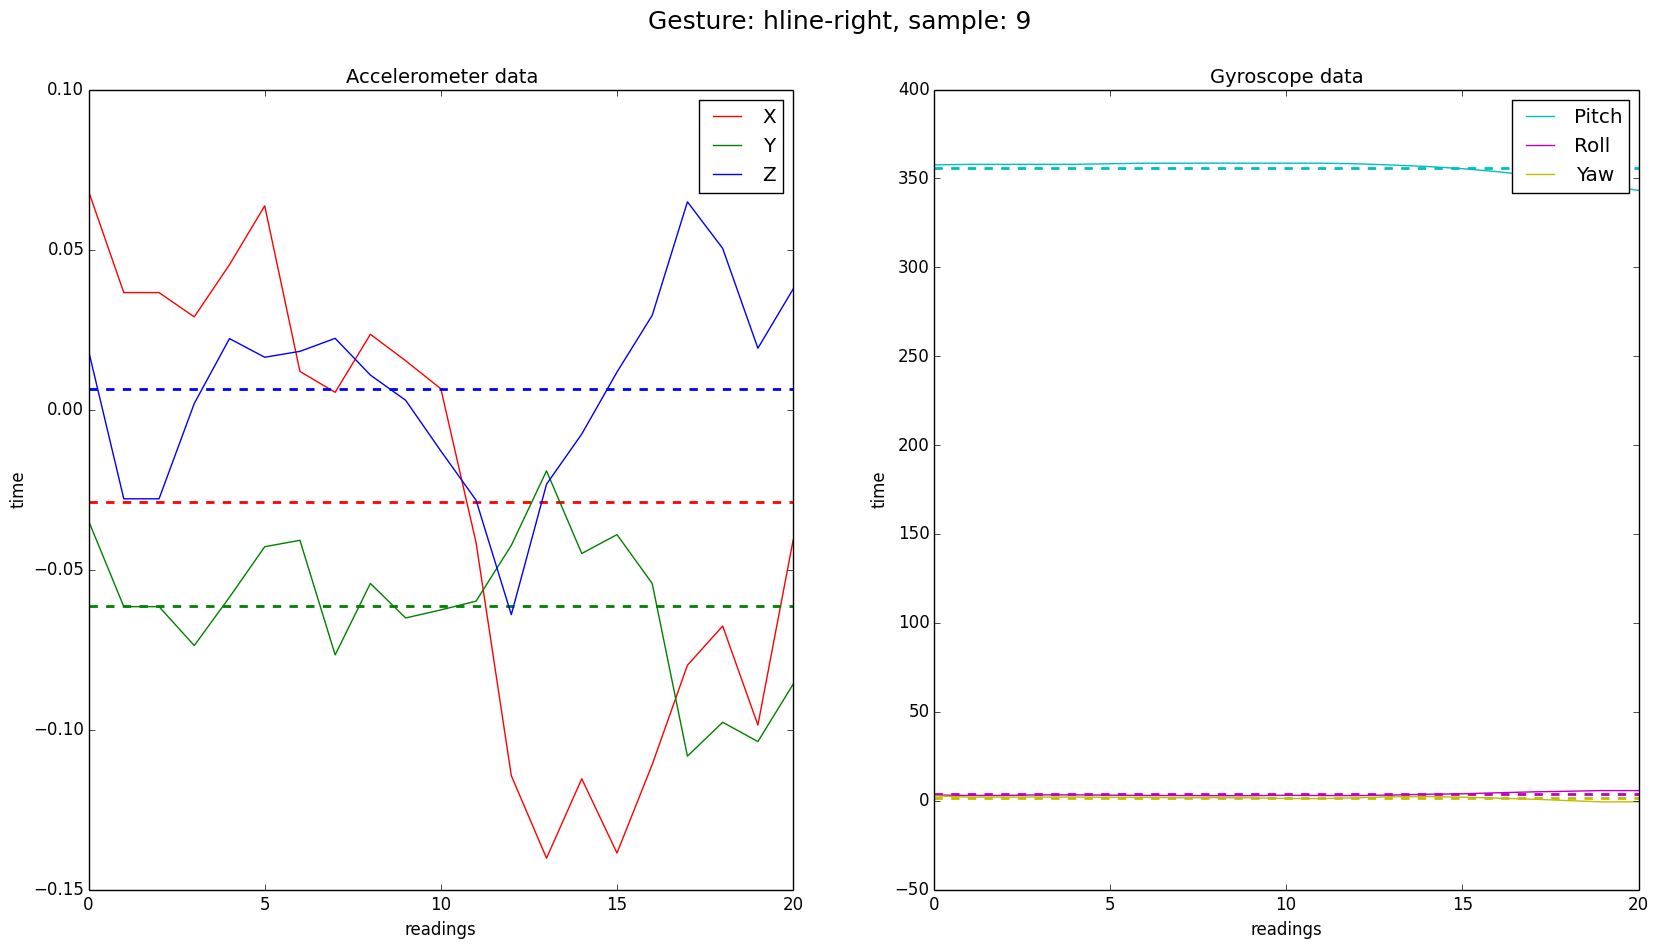 Gesture: hline-right, sample: 9
Accelerometer data
0.10
0.05
0.00
−0.05
−0.10
−0.15
time
0 5 10 15 20
readings
X
Y
Z
Gyroscope data
400
350
300
250
200
150
100
50
0
−50
time
0 5 10 15 20
readings
Pitch
Roll
Yaw